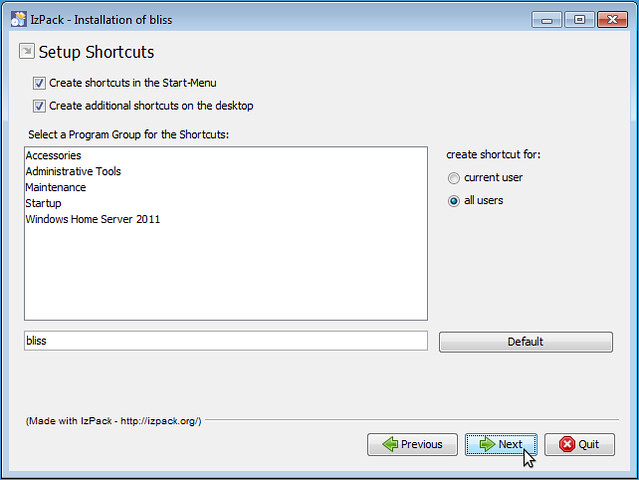 IzPack - Installation of bliss
Setup Shortcuts
Create shortcuts in the Start-Menu
Create additional shortcuts on the desktop
Select a Program Group for the Shortcuts:
Accessories
Administrative Tools
Maintenance
Startup
Windows Home Server 2011
create shortcut for:
current user
all users
bliss
Default
(Made with IzPack - http://izpack.org/)
Previous
Next
Quit